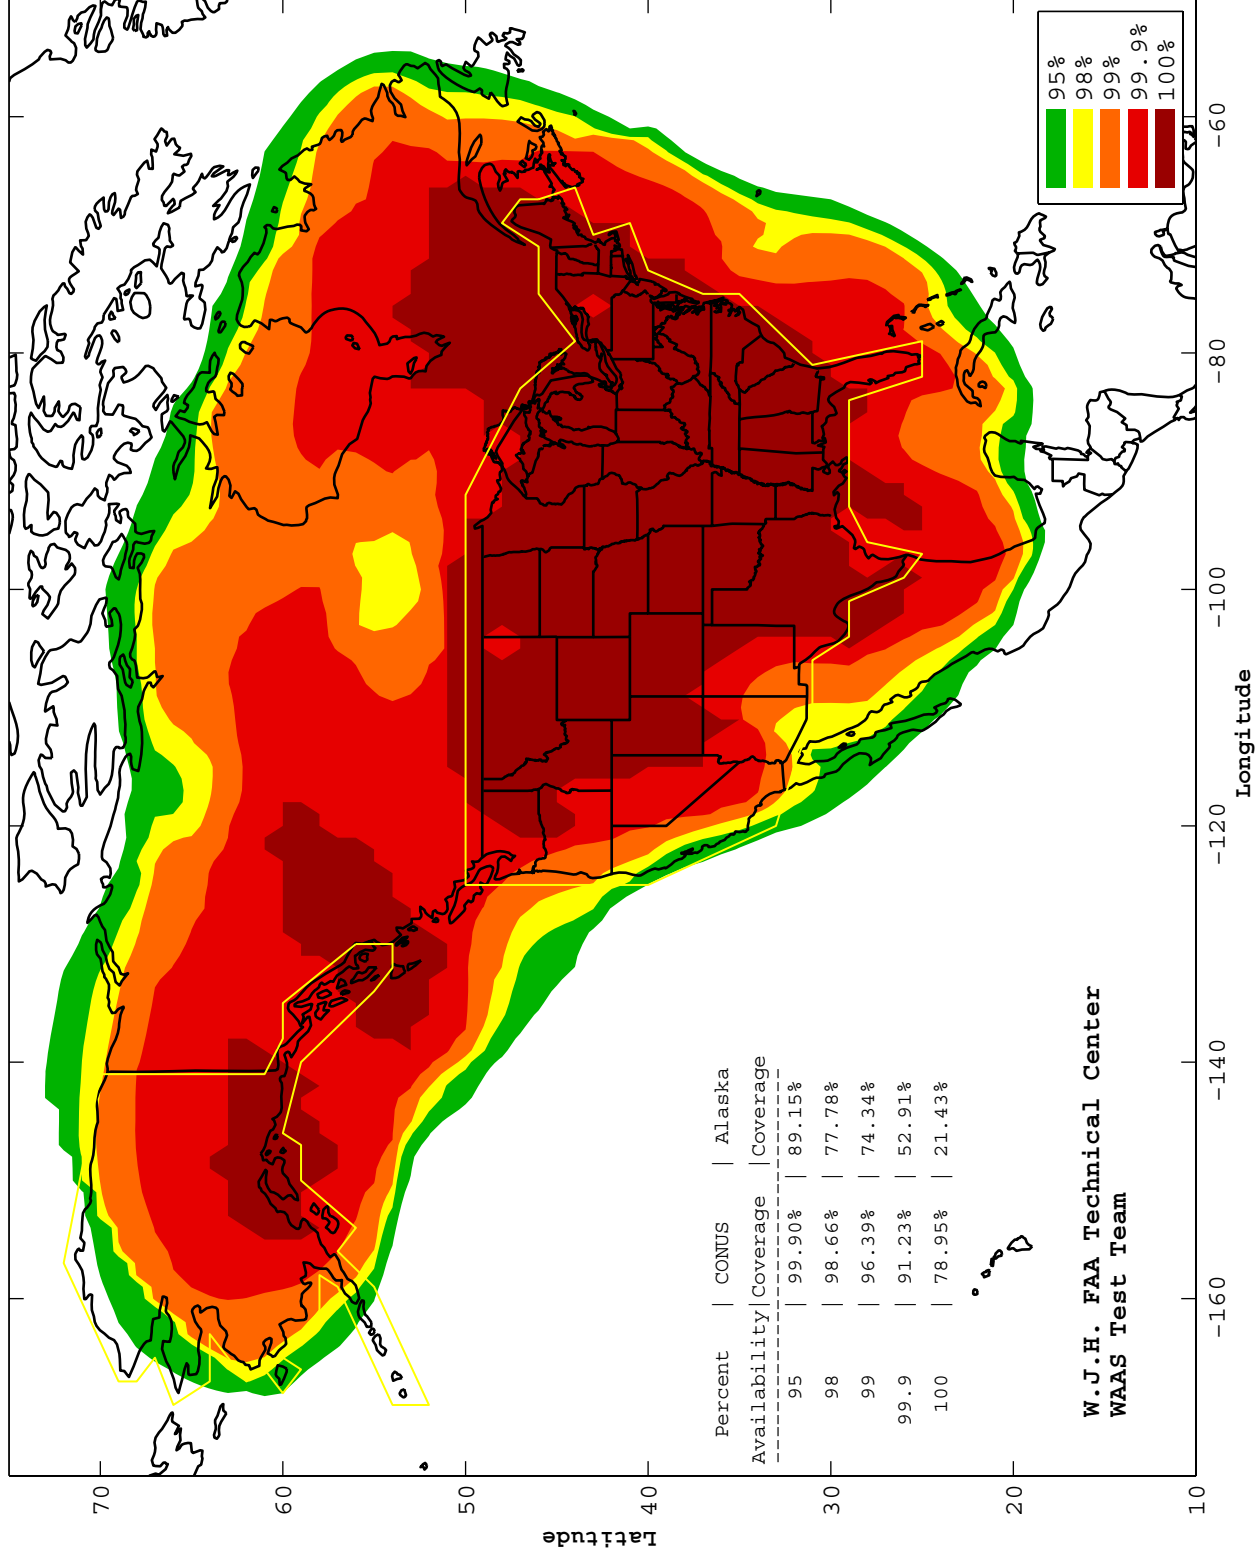 95%
98%
99%
99.9%
100%
Percent | CONUS | Alaska
Availability|Coverage |Coverage
-----------------------------------
95 | 99.90% | 89.15%
98 | 98.66% | 77.78%
99 | 96.39% | 74.34%
99.9 | 91.23% | 52.91%
100 | 78.95% | 21.43%
W.J.H. FAA Technical Center
WAAS Test Team
Latitude
70
60
50
40
30
20
10
-160
-140
-120
-100
-80
-60
Longitude